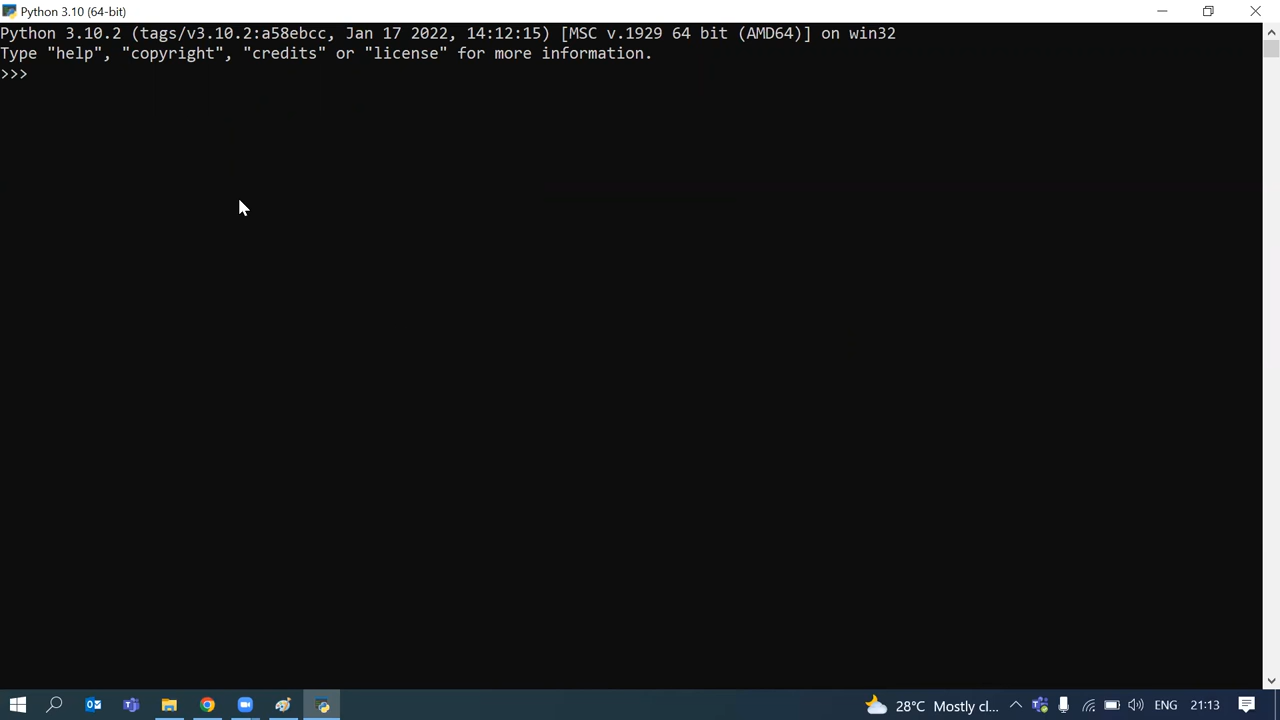 Python 3.10 (64-bit)
Python 3.10.2 (tags/v3.10.2:a58ebcc, Jan 17 2022, 14:12:15) [MSC v.1929 64 bit (AMD64)] on win32
Type "help", "copyright", "credits" or "license" for more information.
>>>
28°C Mostly cl... ENG 21:13